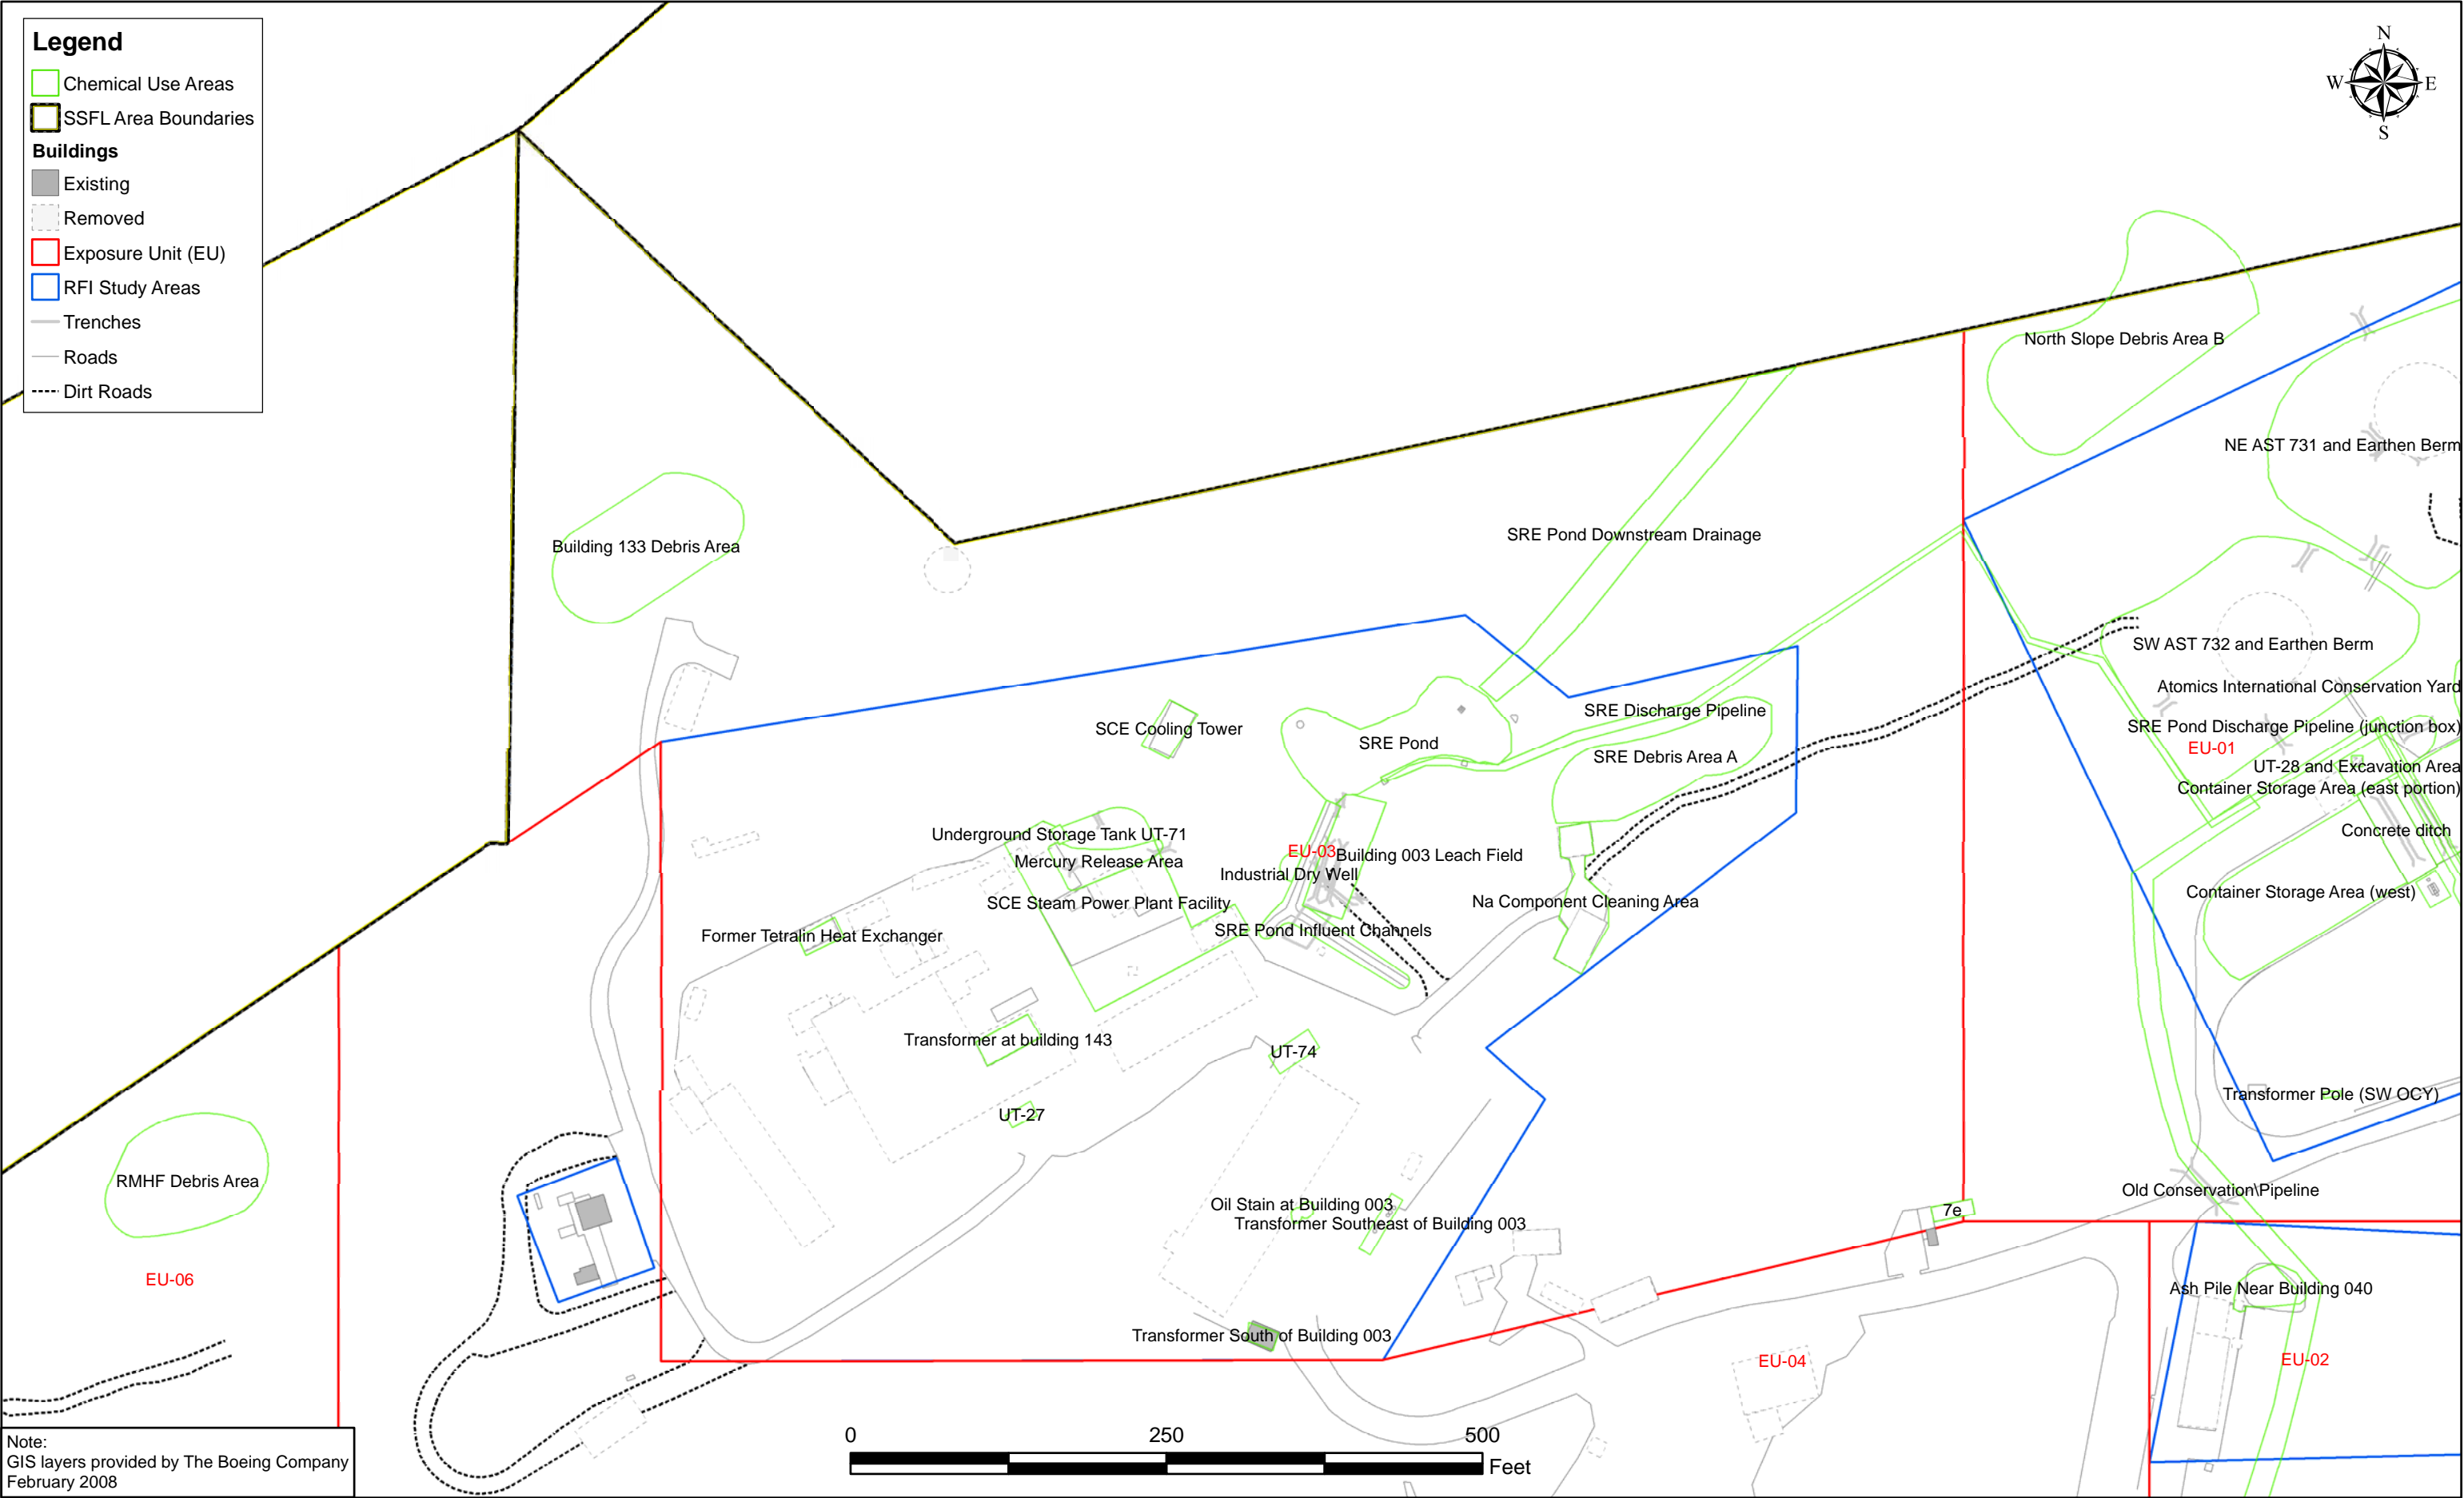 Legend
Chemical Use Areas
SSFL Area Boundaries
Buildings
Existing
Removed
Exposure Unit (EU)
RFI Study Areas
Trenches
Roads
Dirt Roads
N
W E
S
North Slope Debris Area B
NE AST 731 and Earthen Berm
SRE Pond Downstream Drainage
Building 133 Debris Area
SW AST 732 and Earthen Berm
Atomics International Conservation Yard
SRE Discharge Pipeline
SCE Cooling Tower
SRE Pond Discharge Pipeline (junction box)
SRE Pond
EU-01
SRE Debris Area A
UT-28 and Excavation Area
Container Storage Area (east portion)
Concrete ditch
Underground Storage Tank UT-71
EU-03
Building 003 Leach Field
Mercury Release Area
Industrial Dry Well
Container Storage Area (west)
Na Component Cleaning Area
SCE Steam Power Plant Facility
SRE Pond Influent Channels
Former Tetralin Heat Exchanger
Transformer at building 143
UT-74
Transformer Pole (SW OCY)
UT-27
RMHF Debris Area
Old Conservation\Pipeline
Oil Stain at Building 003
7e
Transformer Southeast of Building 003
EU-06
Ash Pile Near Building 040
Transformer South of Building 003
EU-04
EU-02
0 250 500
Feet
Note:
GIS layers provided by The Boeing Company
February 2008